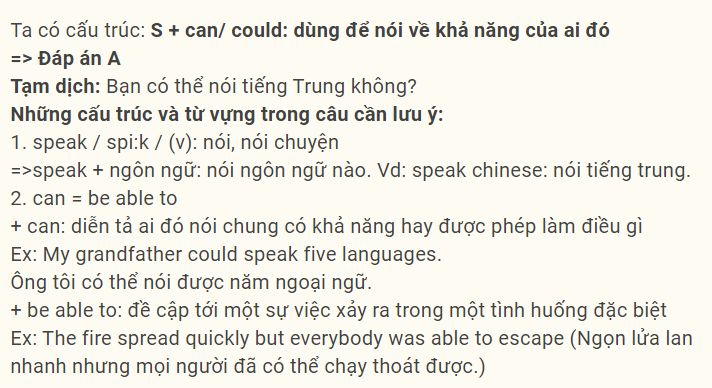 Ta có cấu trúc: S + can/ could: dùng để nói về khả năng của ai đó
=> Đáp án A
Tạm dịch: Bạn có thể nói tiếng Trung không?
Những cấu trúc và từ vựng trong câu cần lưu ý:
1. speak / spi:k / (v): nói, nói chuyện
=>speak + ngôn ngữ: nói ngôn ngữ nào. Vd: speak chinese: nói tiếng trung.
2. can = be able to
+ can: diễn tả ai đó nói chung có khả năng hay được phép làm điều gì
Ex: My grandfather could speak five languages.
Ông tôi có thể nói được năm ngoại ngữ.
+ be able to: đề cập tới một sự việc xảy ra trong một tình huống đặc biệt
Ex: The fire spread quickly but everybody was able to escape (Ngọn lửa lan
nhanh nhưng mọi người đã có thể chạy thoát được.)